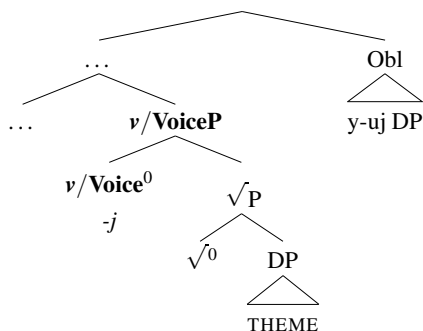 ... Obl
... v/VoiceP y-uj DP
v/Voice⁰ √P
-j
√⁰ DP
THEME